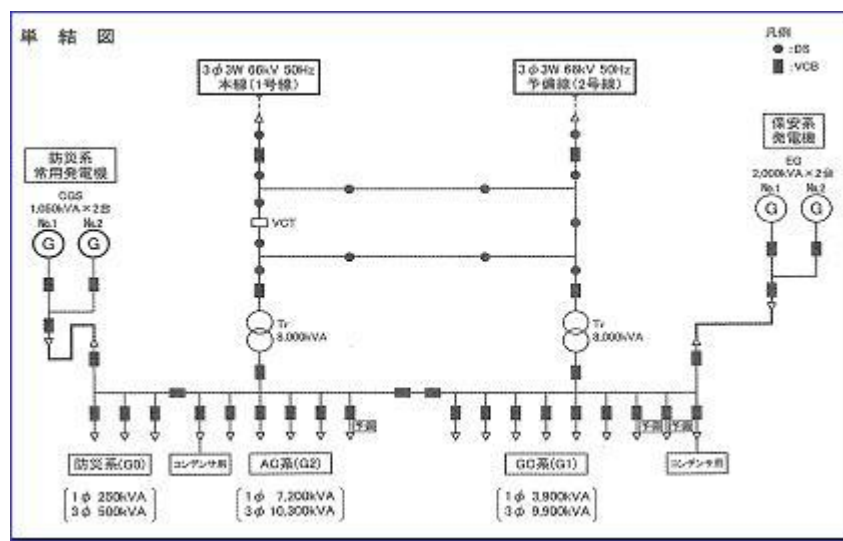 単結図
凡例
:DS
:VCB
3φ3W 66kV 50Hz
本線(1号線)
3φ3W 66kV 50Hz
予備線(2号線)
防災系
常用発電機
CGS
1,050kVA×2台
No.1 No.2
G G
保安系
発電機
EG
2,000kVA×2台
No.1 No.2
G G
VCT
Tr
8,000kVA
Tr
8,000kVA
予備
予備
予備
防災系(G0)
コンデンサ用
AC系(G2)
GC系(G1)
コンデンサ用
1φ 250kVA
3φ 500kVA
1φ 7,200kVA
3φ 10,300kVA
1φ 3,900kVA
3φ 9,900kVA